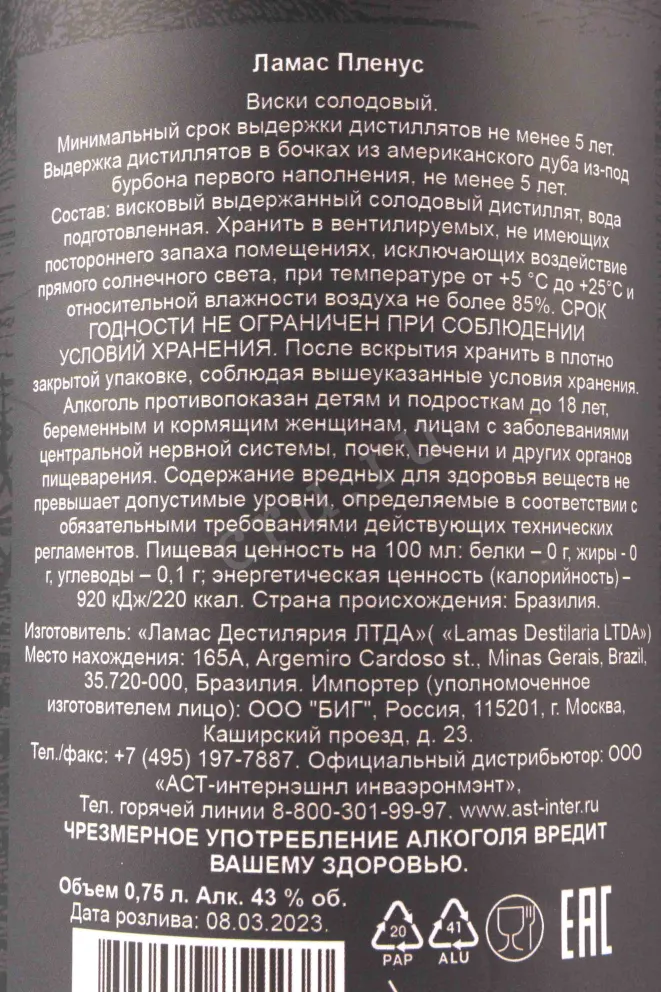 Ламас Пленус
Виски солодовый.
Минимальный срок выдержки дистиллятов не менее 5 лет.
Выдержка дистиллятов в бочках из американского дуба из-под
бурбона первого наполнения, не менее 5 лет.
Состав: висковый выдержанный солодовый дистиллят, вода
подготовленная. Хранить в вентилируемых, не имеющих
постороннего запаха помещениях, исключающих воздействие
прямого солнечного света, при температуре от +5 °С до +25°С и
относительной влажности воздуха не более 85%. СРОК
ГОДНОСТИ НЕ ОГРАНИЧЕН ПРИ СОБЛЮДЕНИИ
УСЛОВИЙ ХРАНЕНИЯ. После вскрытия хранить в плотно
закрытой упаковке, соблюдая вышеуказанные условия хранения.
Алкоголь противопоказан детям и подросткам до 18 лет,
беременным и кормящим женщинам, лицам с заболеваниями
центральной нервной системы, почек, печени и других органов
пищеварения. Содержание вредных для здоровья веществ не
превышает допустимые уровни, определяемые в соответствии с
обязательными требованиями действующих технических
регламентов. Пищевая ценность на 100 мл: белки – 0 г, жиры - 0
г, углеводы – 0,1 г; энергетическая ценность (калорийность) –
920 кДж/220 ккал. Страна происхождения: Бразилия.
Изготовитель: «Ламас Дестилярия ЛТДА»( «Lamas Destilaria LTDA»)
Место нахождения: 165A, Argemiro Cardoso st., Minas Gerais, Brazil,
35.720-000, Бразилия. Импортер (уполномоченное
изготовителем лицо): ООО "БИГ", Россия, 115201, г. Москва,
Каширский проезд, д. 23.
Тел./факс: +7 (495) 197-7887. Официальный дистрибьютор: ООО
«АСТ-интернэшнл инваэронмэнт»,
Тел. горячей линии 8-800-301-99-97. www.ast-inter.ru
ЧРЕЗМЕРНОЕ УПОТРЕБЛЕНИЕ АЛКОГОЛЯ ВРЕДИТ
ВАШЕМУ ЗДОРОВЬЮ.
Объем 0,75 л. Алк. 43 % об.
Дата розлива: 08.03.2023.
20 PAP
41 ALU
EAC
cru.ru